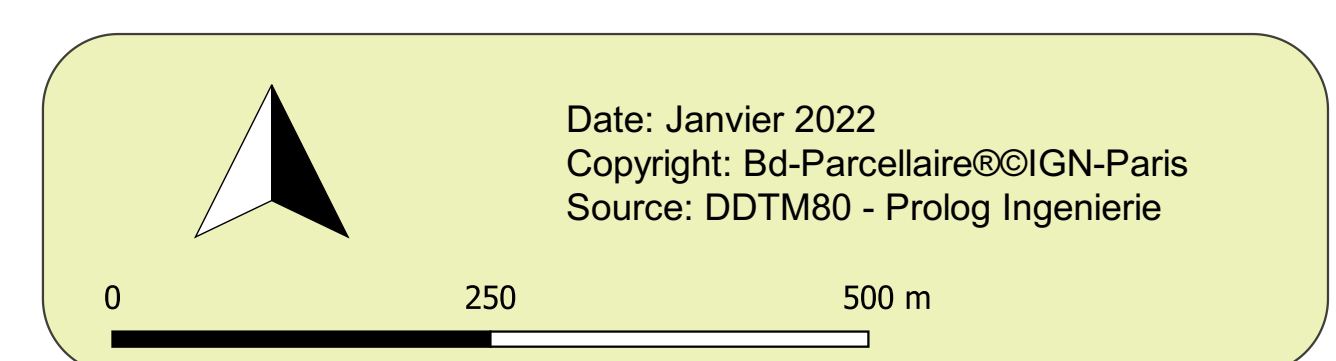 Date: Janvier 2022
Copyright: Bd-Parcellaire®©IGN-Paris
Source: DDTM80 - Prolog Ingenierie
0 250 500 m